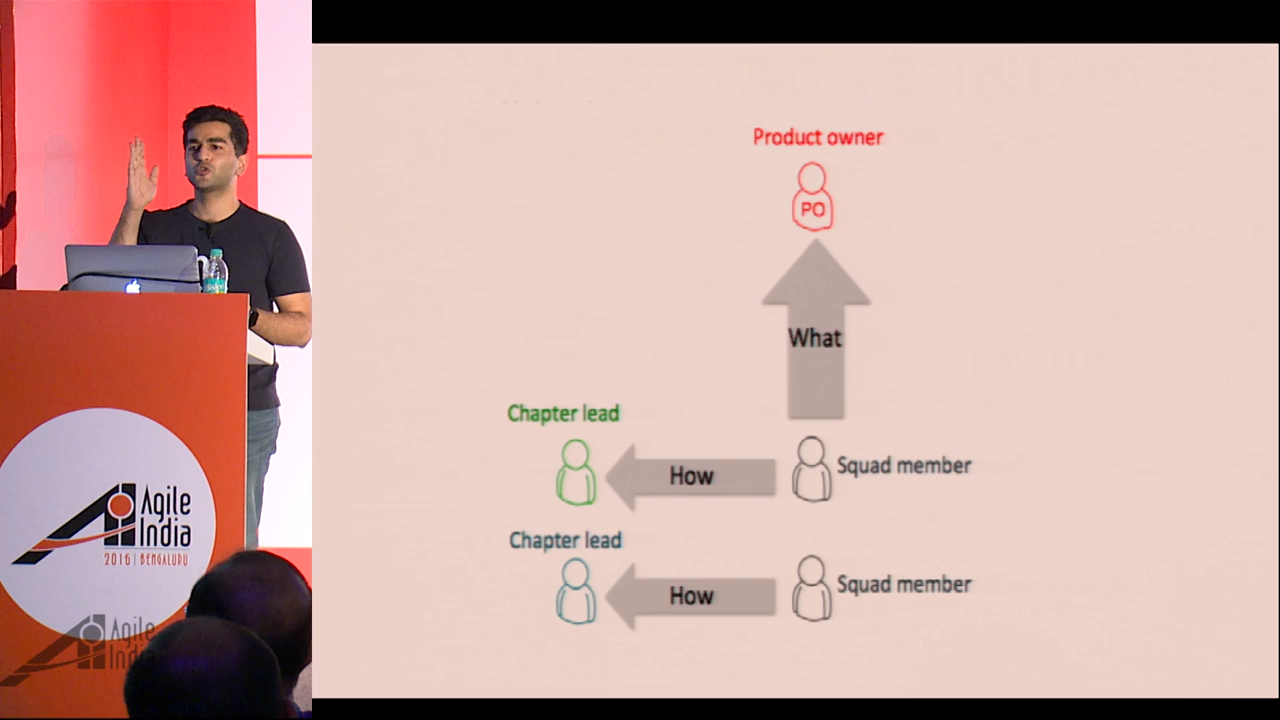 Product owner
PO
What
Chapter lead
How
Squad member
Chapter lead
How
Squad member
Agile
India
2016 | BENGALURU
Agile
Indi